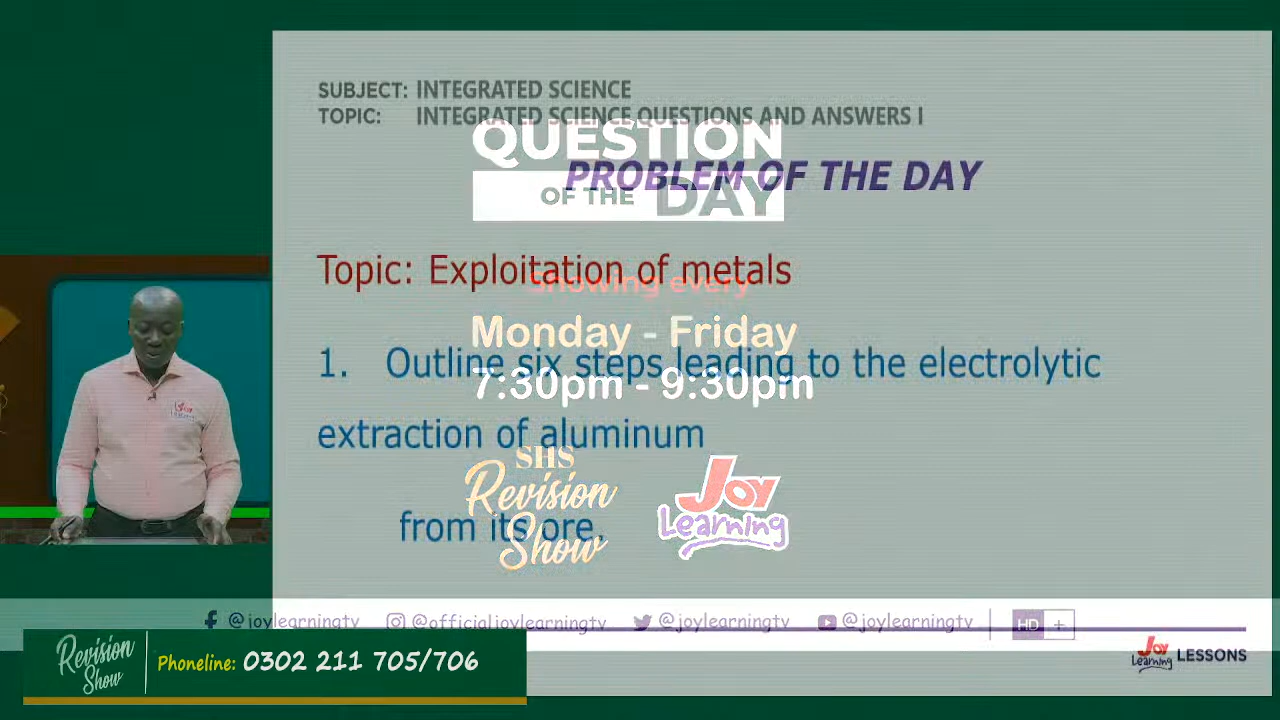 SUBJECT: INTEGRATED SCIENCE
TOPIC: INTEGRATED SCIENCE QUESTIONS AND ANSWERS I
QUESTION
OF THE DAY
PROBLEM OF THE DAY
Topic: Exploitation of metals
Showing every
Monday - Friday
1. Outline six steps leading to the electrolytic
7:30pm - 9:30pm
extraction of aluminum
SHS
Revision
Show
Joy
Learning
from its ore.
@joylearningtv @officialjoylearningtv @joylearningtv @joylearningtv HD +
Revision
Show
Phoneline: 0302 211 705/706
Joy
Learning LESSONS